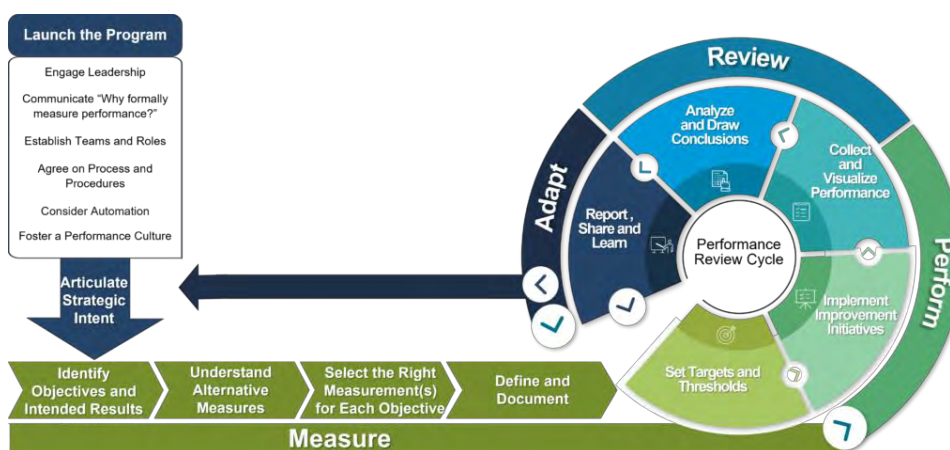 Launch the Program
Engage Leadership
Communicate “Why formally
measure performance?”
Establish Teams and Roles
Agree on Process and
Procedures
Consider Automation
Foster a Performance Culture
Articulate
Strategic
Intent
Identify
Objectives and
Intended Results
Understand
Alternative
Measures
Select the Right
Measurement(s)
for Each Objective
Define and
Document
Measure
Set Targets and
Thresholds
Implement
Improvement
Initiatives
Perform
Collect
and
Visualize
Performance
Review
Analyze
and Draw
Conclusions
Adapt
Report ,
Share and
Learn
Performance
Review Cycle